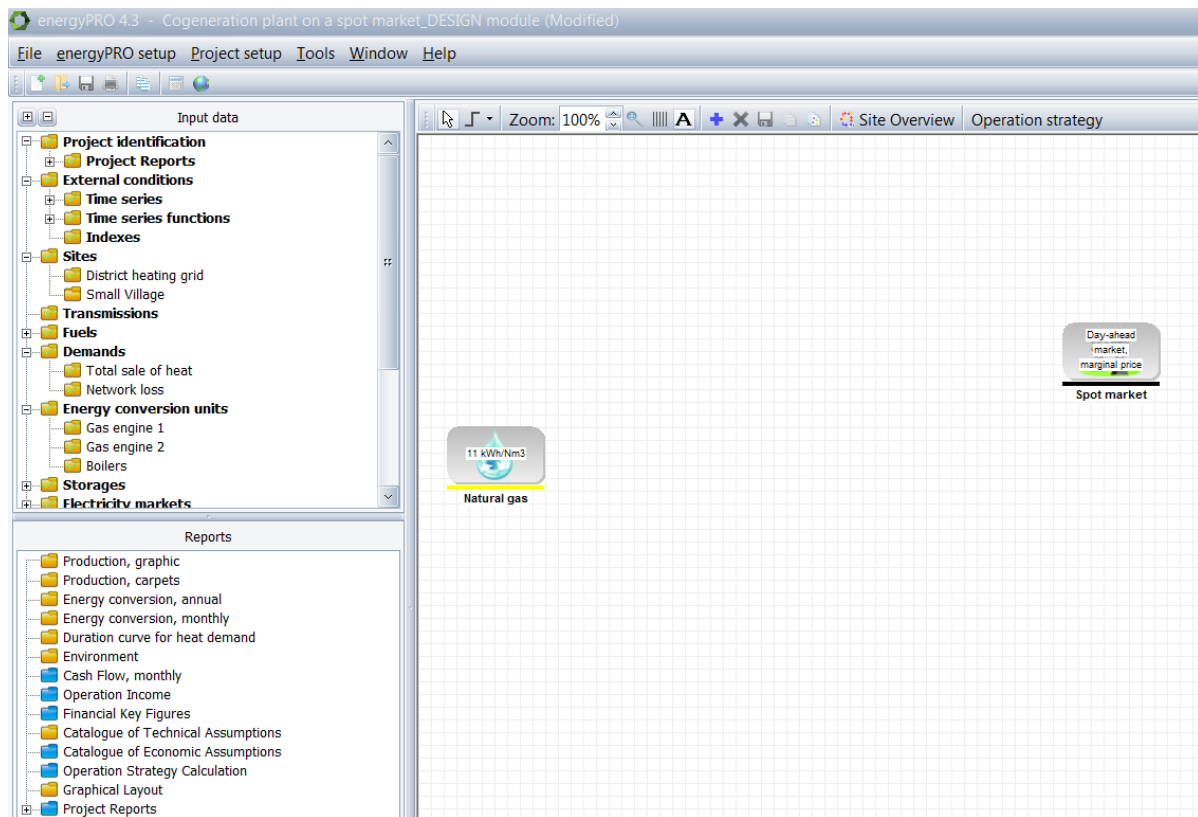 energyPRO 4.3 - Cogeneration plant on a spot market_DESIGN module (Modified)
File energyPRO setup Project setup Tools Window Help
Input data
Project identification
Project Reports
External conditions
Time series
Time series functions
Indexes
Sites
District heating grid
Small Village
Transmissions
Fuels
Demands
Total sale of heat
Network loss
Energy conversion units
Gas engine 1
Gas engine 2
Boilers
Storages
Electricity markets
Reports
Production, graphic
Production, carpets
Energy conversion, annual
Energy conversion, monthly
Duration curve for heat demand
Environment
Cash Flow, monthly
Operation Income
Financial Key Figures
Catalogue of Technical Assumptions
Catalogue of Economic Assumptions
Operation Strategy Calculation
Graphical Layout
Project Reports
Zoom: 100% A Site Overview Operation strategy
Day-ahead
market,
marginal price
Spot market
11 kWh/Nm3
Natural gas